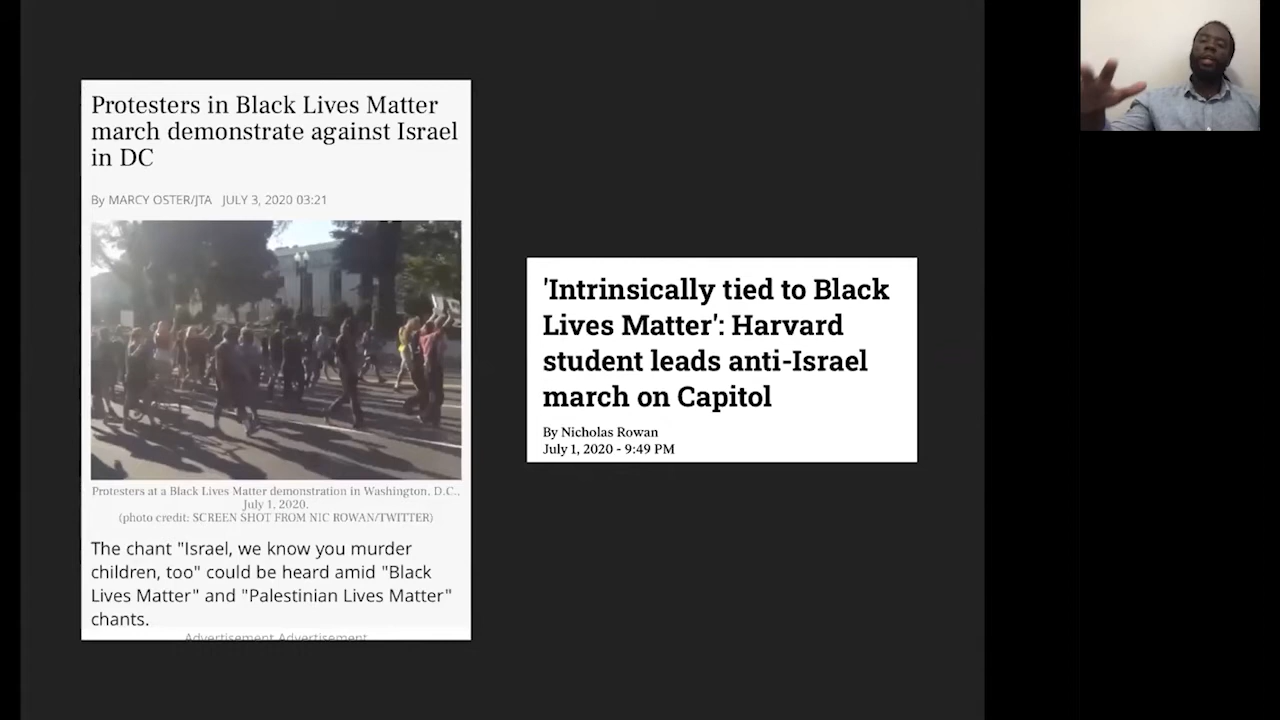 Protesters in Black Lives Matter
march demonstrate against Israel
in DC
By MARCY OSTER/JTA JULY 3, 2020 03:21
Protesters at a Black Lives Matter demonstration in Washington, D.C.,
July 1, 2020.
(photo credit: SCREEN SHOT FROM NIC ROWAN/TWITTER)
The chant "Israel, we know you murder
children, too" could be heard amid "Black
Lives Matter" and "Palestinian Lives Matter"
chants.
Advertisement Advertisement
'Intrinsically tied to Black
Lives Matter': Harvard
student leads anti-Israel
march on Capitol
By Nicholas Rowan
July 1, 2020 - 9:49 PM